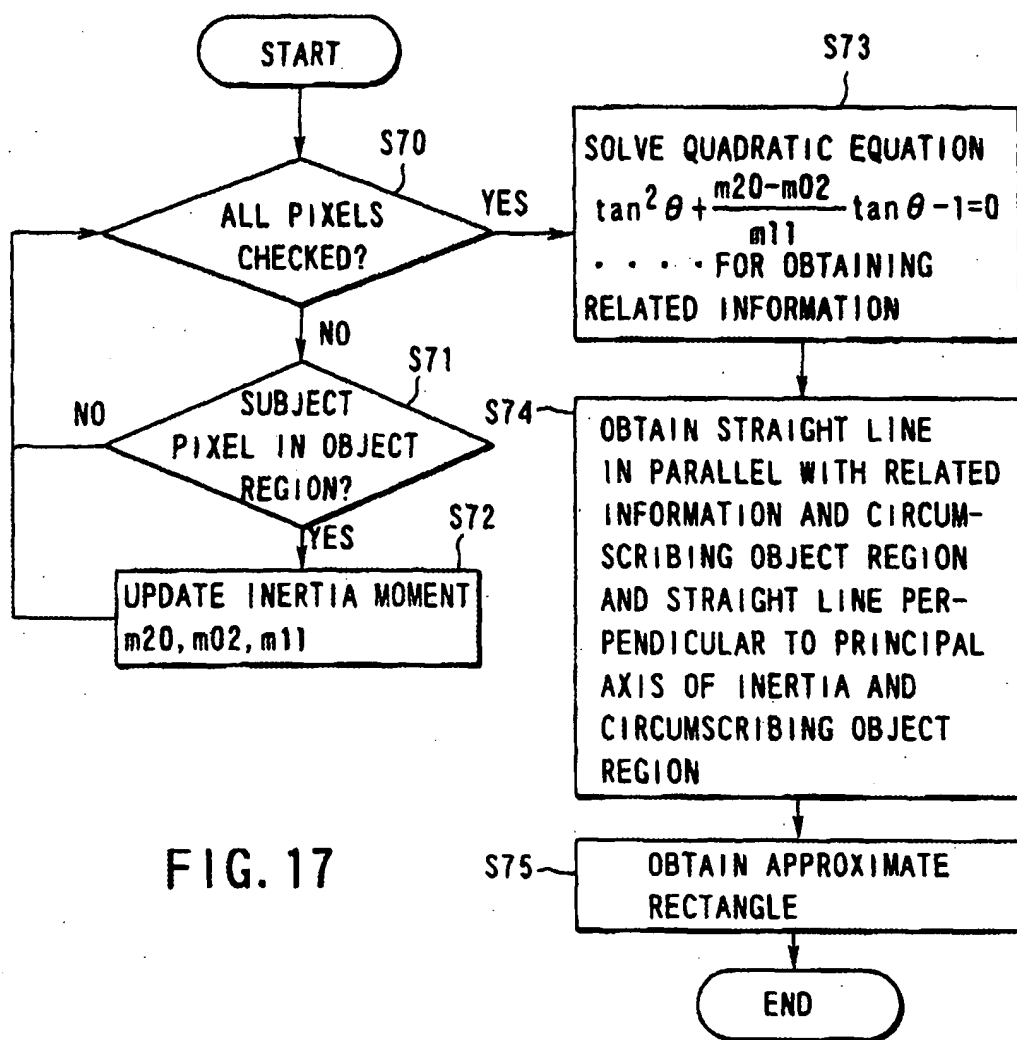 START
S70
ALL PIXELS
CHECKED?
YES
NO
S71
SUBJECT
PIXEL IN OBJECT
REGION?
NO
YES
S72
UPDATE INERTIA MOMENT
m20, m02, m11
S73
SOLVE QUADRATIC EQUATION
tan²θ + (m20-m02)/m11 tanθ -1=0
· · · · FOR OBTAINING
RELATED INFORMATION
S74
OBTAIN STRAIGHT LINE
IN PARALLEL WITH RELATED
INFORMATION AND CIRCUM-
SCRIBING OBJECT REGION
AND STRAIGHT LINE PER-
PENDICULAR TO PRINCIPAL
AXIS OF INERTIA AND
CIRCUMSCRIBING OBJECT
REGION
S75
OBTAIN APPROXIMATE
RECTANGLE
END
FIG. 17